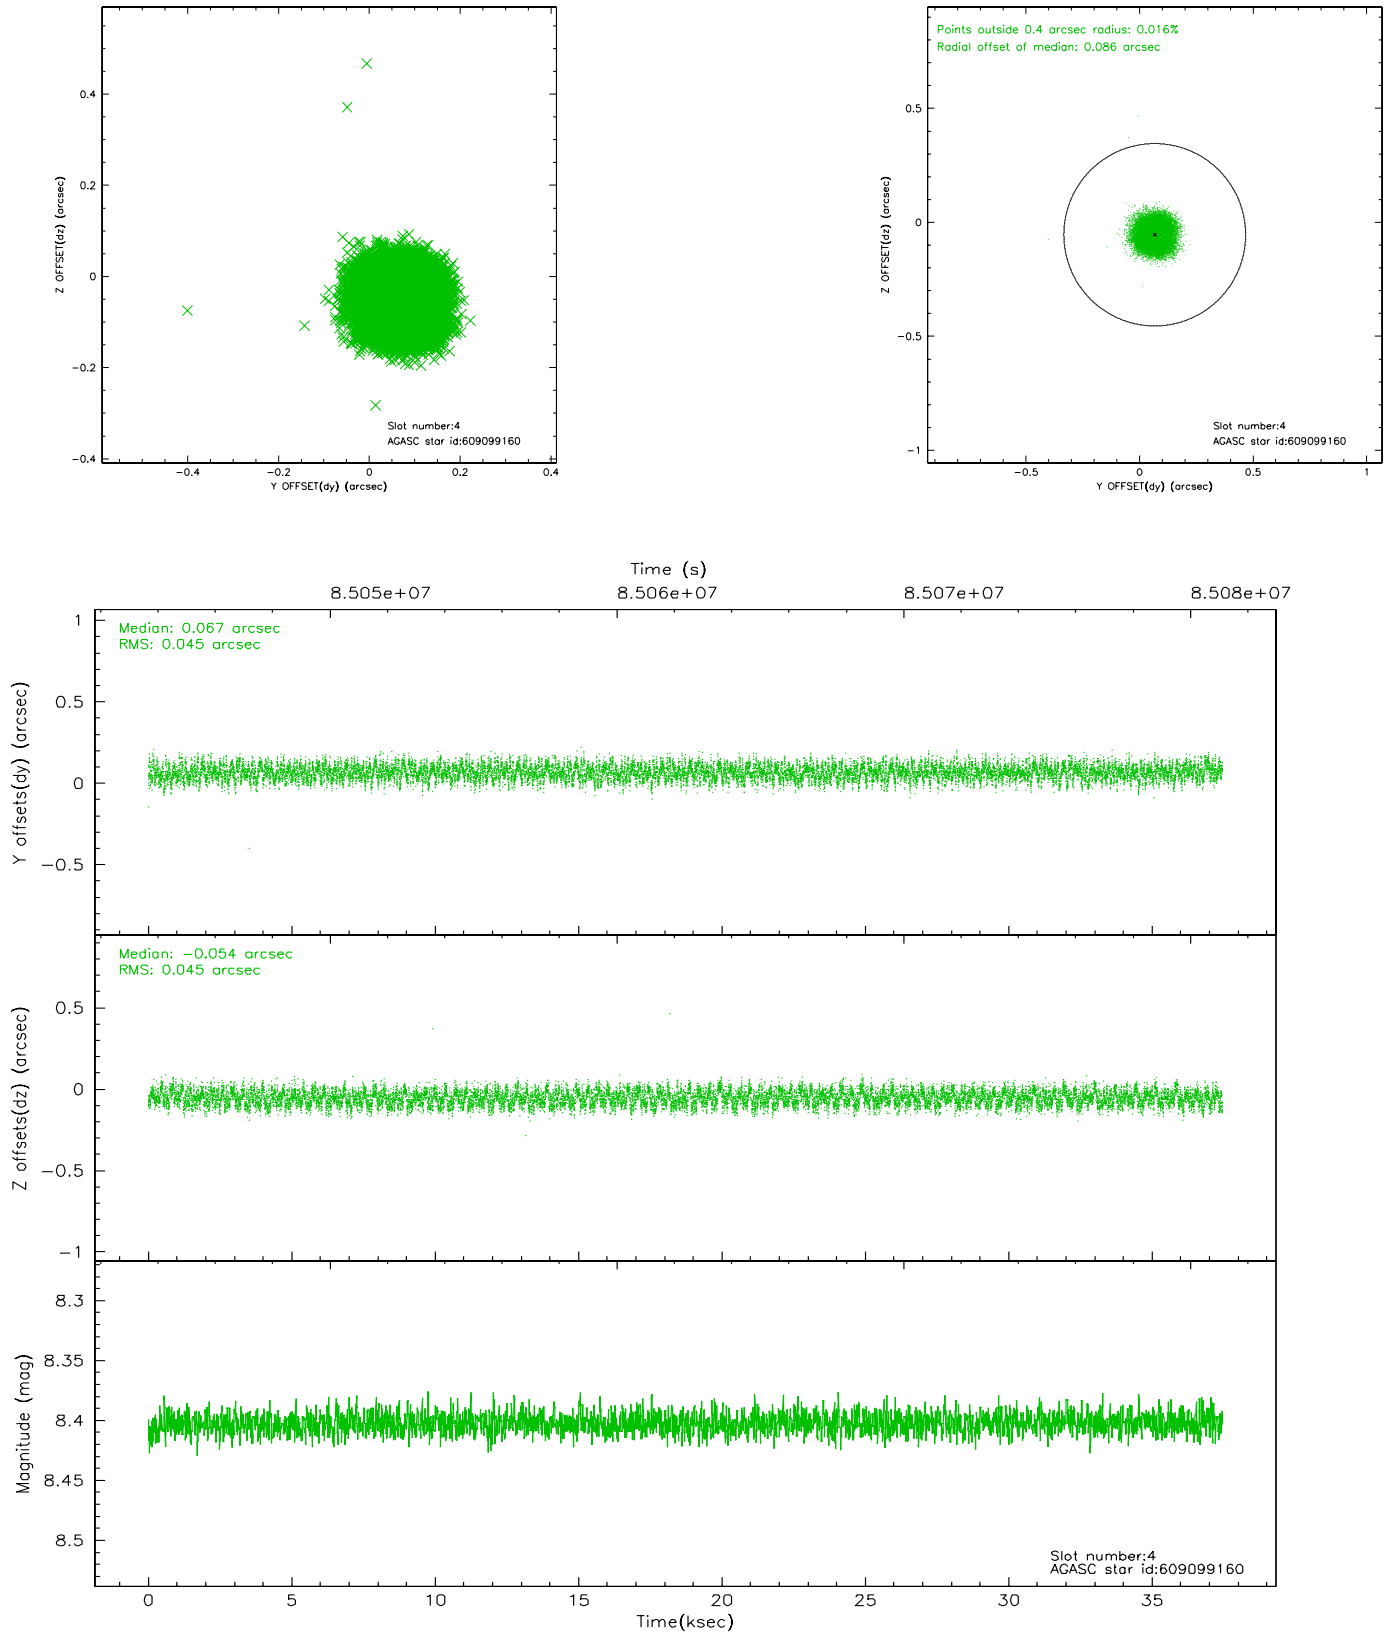 0.4
0.2
0
−0.2
−0.4
Z OFFSET(dz) (arcsec)
Slot number:4
AGASC star id:609099160
−0.4
−0.2
0
0.2
0.4
Y OFFSET(dy) (arcsec)
Points outside 0.4 arcsec radius: 0.016%
Radial offset of median: 0.086 arcsec
0.5
0
−0.5
−1
Z OFFSET(dz) (arcsec)
Slot number:4
AGASC star id:609099160
−0.5
0
0.5
1
Y OFFSET(dy) (arcsec)
Time (s)
8.505e+07
8.506e+07
8.507e+07
8.508e+07
Median: 0.067 arcsec
RMS: 0.045 arcsec
1
0.5
0
−0.5
Y offsets(dy) (arcsec)
Median: −0.054 arcsec
RMS: 0.045 arcsec
0.5
0
−0.5
−1
Z offsets(dz) (arcsec)
8.3
8.35
8.4
8.45
8.5
Magnitude (mag)
Slot number:4
AGASC star id:609099160
0
5
10
15
20
25
30
35
Time(ksec)